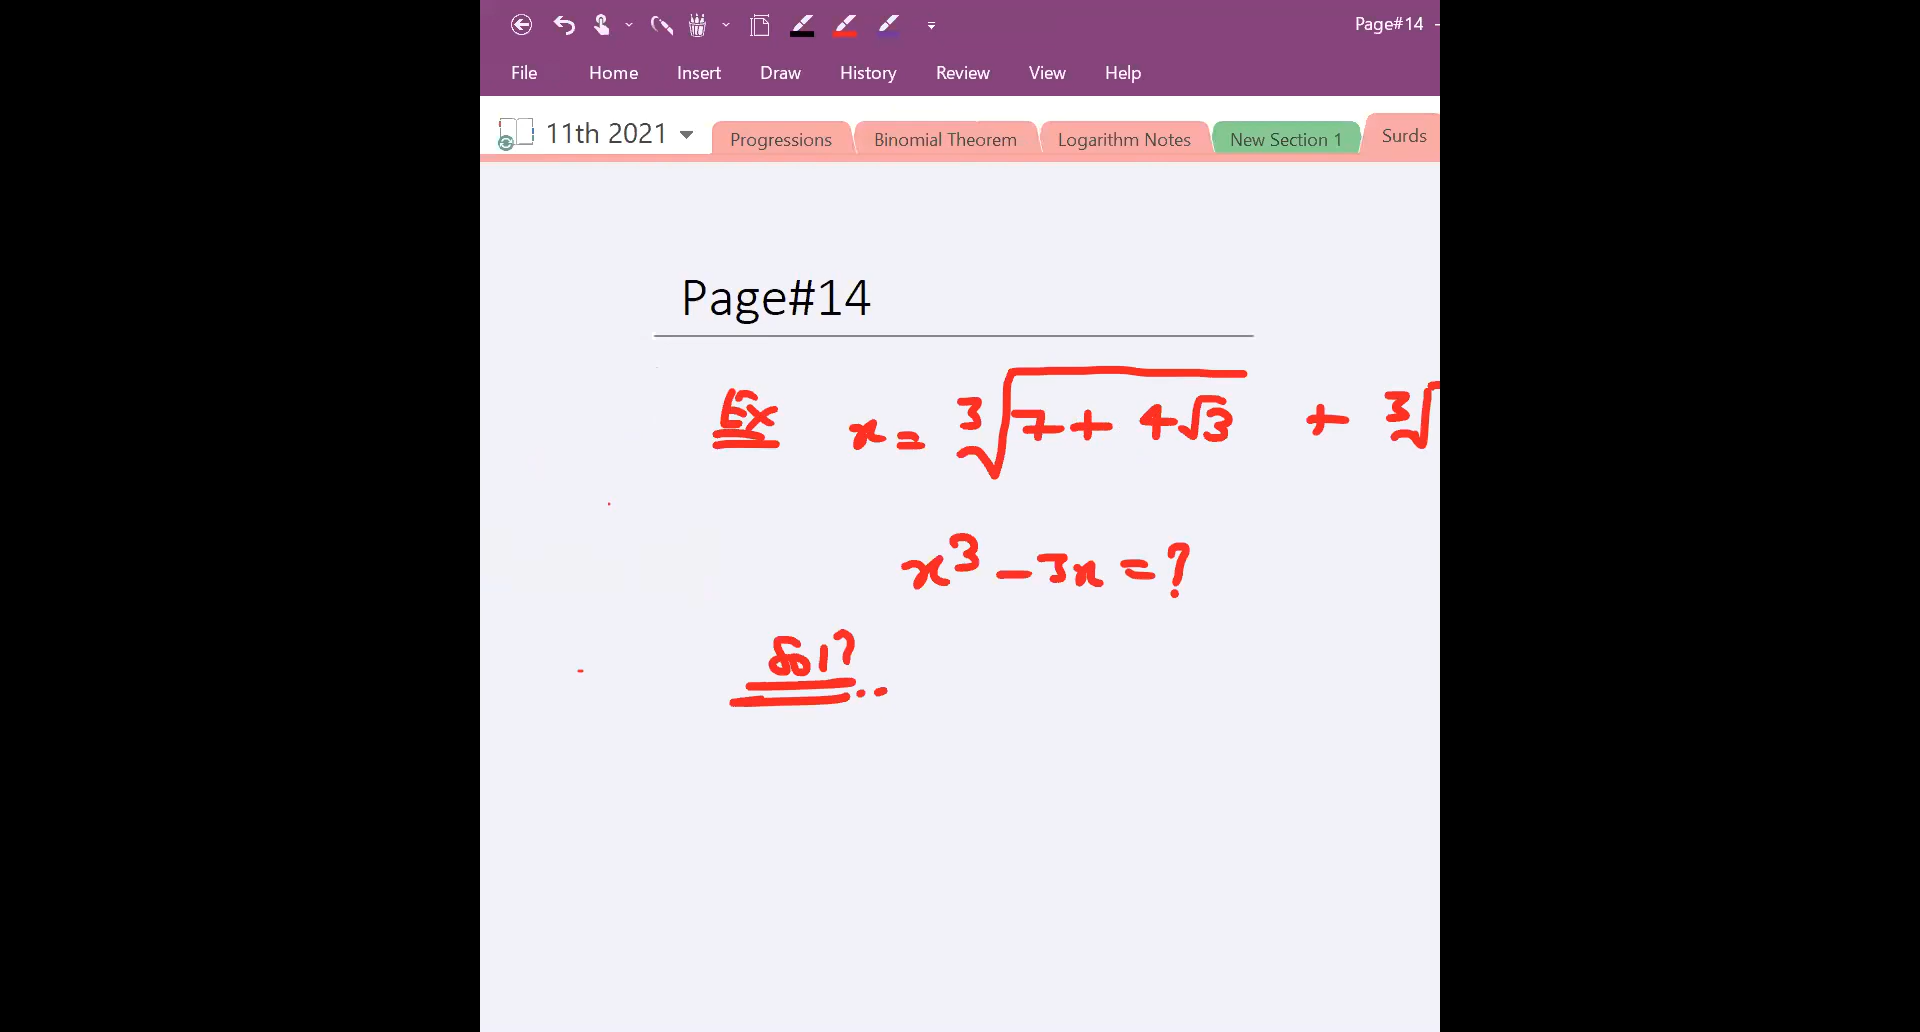 Page#14 -
File Home Insert Draw History Review View Help
11th 2021 Progressions Binomial Theorem Logarithm Notes New Section 1 Surds
Page#14
Ex x = ∛(7 + 4√3) + ∛
x³ - 3x = ?